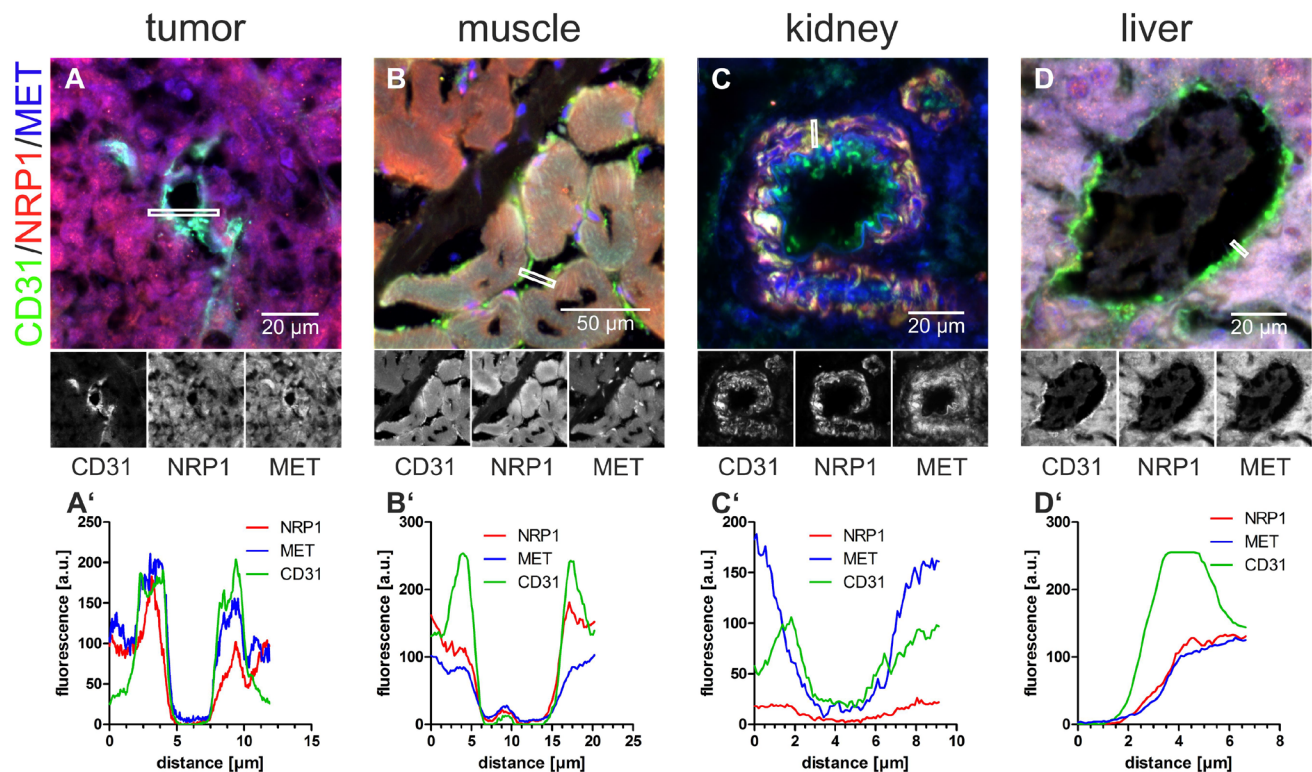 tumor
muscle
kidney
liver
CD31/NRP1/MET
A
20 µm
B
50 µm
C
20 µm
D
20 µm
CD31 NRP1 MET
CD31 NRP1 MET
CD31 NRP1 MET
CD31 NRP1 MET
A‘
fluorescence [a.u.]
250
200
150
100
50
0
0 5 10 15
distance [µm]
NRP1
MET
CD31
B‘
fluorescence [a.u.]
300
200
100
0
0 5 10 15 20 25
distance [µm]
NRP1
MET
CD31
C‘
fluorescence [a.u.]
200
150
100
50
0
0 2 4 6 8 10
distance [µm]
NRP1
MET
CD31
D‘
fluorescence [a.u.]
300
200
100
0
0 2 4 6 8
distance [µm]
NRP1
MET
CD31